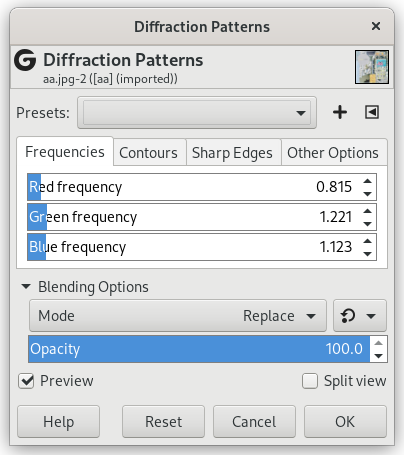 Diffraction Patterns
Diffraction Patterns
aa.jpg-2 ([aa] (imported))
Presets:
Frequencies Contours Sharp Edges Other Options
Red frequency 0.815
Green frequency 1.221
Blue frequency 1.123
Blending Options
Mode Replace
Opacity 100.0
Preview Split view
Help Reset Cancel OK